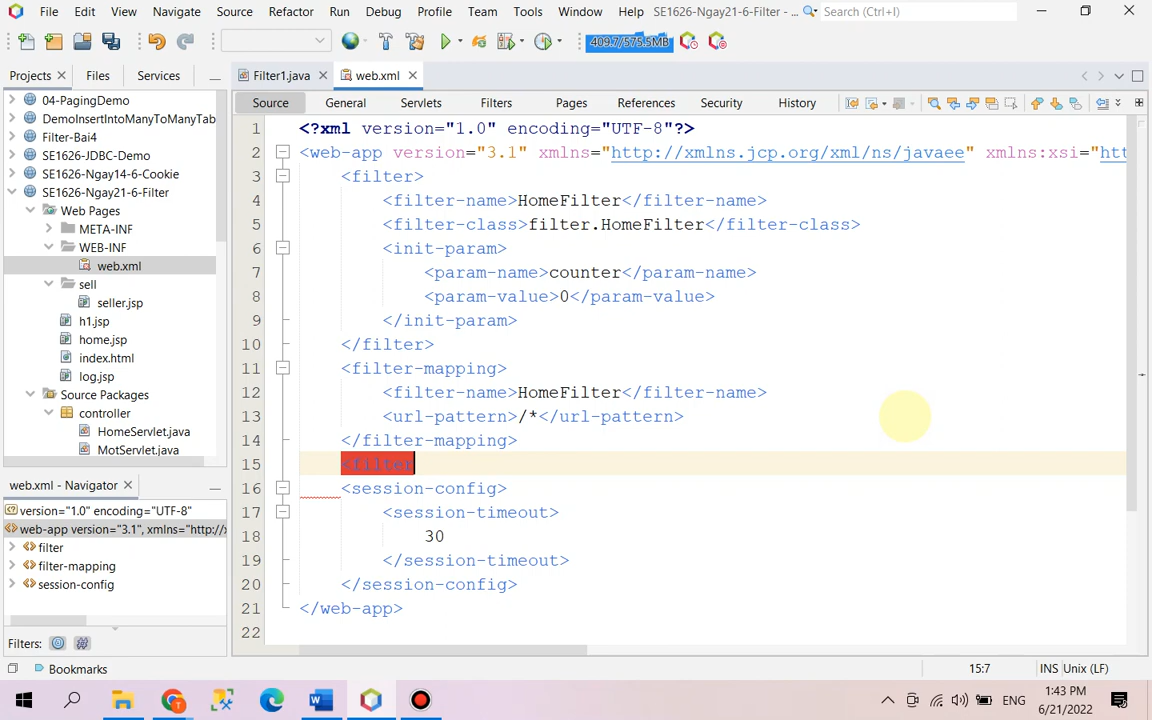 File Edit View Navigate Source Refactor Run Debug Profile Team Tools Window Help SE1626-Ngay21-6-Filter - ... Search (Ctrl+I)
409.7/575.5MB
Projects Files Services
Filter1.java web.xml
Source General Servlets Filters Pages References Security History
04-PagingDemo
DemoInsertIntoManyToManyTab
Filter-Bai4
SE1626-JDBC-Demo
SE1626-Ngay14-6-Cookie
SE1626-Ngay21-6-Filter
Web Pages
META-INF
WEB-INF
web.xml
sell
seller.jsp
h1.jsp
home.jsp
index.html
log.jsp
Source Packages
controller
HomeServlet.java
MotServlet.java
web.xml - Navigator
version="1.0" encoding="UTF-8"
web-app version="3.1", xmlns="http://x
filter
filter-mapping
session-config
Filters:
1 <?xml version="1.0" encoding="UTF-8"?>
2 <web-app version="3.1" xmlns="http://xmlns.jcp.org/xml/ns/javaee" xmlns:xsi="htt
3 <filter>
4 <filter-name>HomeFilter</filter-name>
5 <filter-class>filter.HomeFilter</filter-class>
6 <init-param>
7 <param-name>counter</param-name>
8 <param-value>0</param-value>
9 </init-param>
10 </filter>
11 <filter-mapping>
12 <filter-name>HomeFilter</filter-name>
13 <url-pattern>/*</url-pattern>
14 </filter-mapping>
15 <filter
16 <session-config>
17 <session-timeout>
18 30
19 </session-timeout>
20 </session-config>
21 </web-app>
22
Bookmarks 15:7 INS Unix (LF)
ENG 1:43 PM
6/21/2022